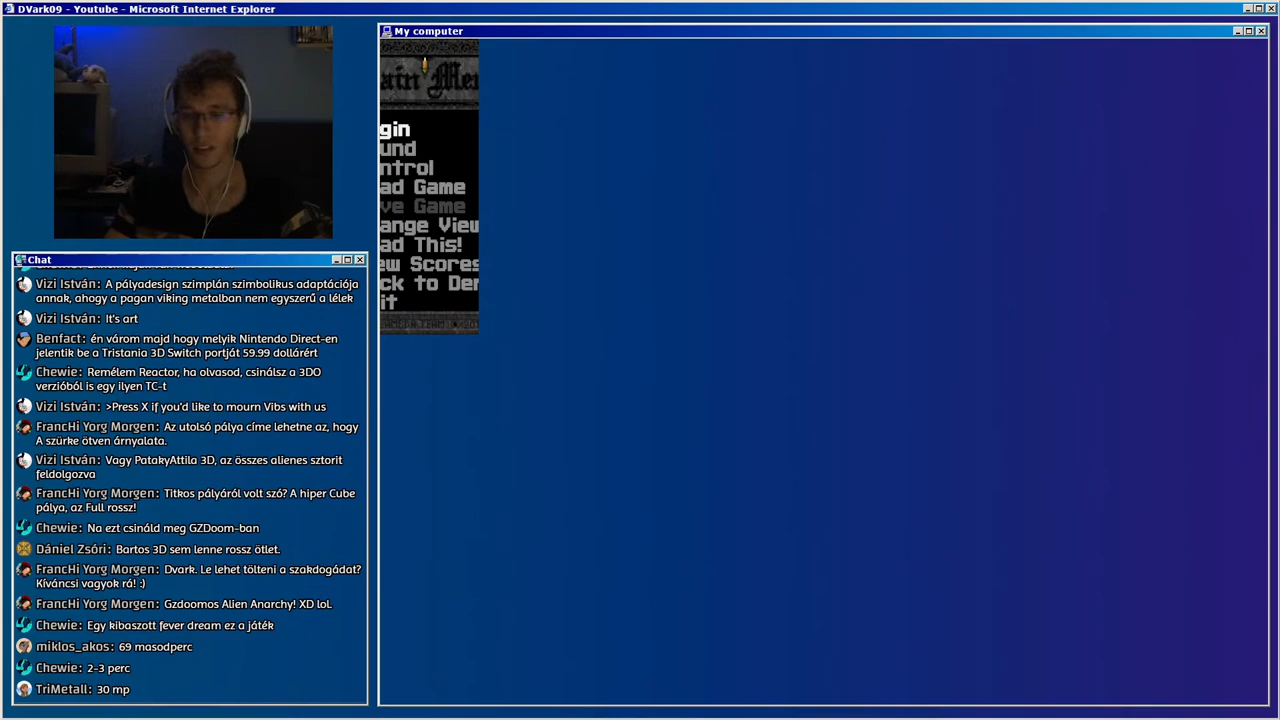 DVark09 - Youtube - Microsoft Internet Explorer
My computer
ain Me
gin
und
ntrol
ad Game
ve Game
ange View
ad This!
ew Scores
ck to De
it
Chat
Vizi István: A pályadesign szimplán szimbolikus adaptációja
annak, ahogy a pagan viking metalban nem egyszerű a lélek
Vizi István: It's art
Benfact: én várom majd hogy melyik Nintendo Direct-en
jelentik be a Tristania 3D Switch portját 59.99 dollárért
Chewie: Remélem Reactor, ha olvasod, csinálsz a 3DO
verzióból is egy ilyen TC-t
Vizi István: >Press X if you'd like to mourn Vibs with us
FrancHi Yorg Morgen: Az utolsó pálya címe lehetne az, hogy
A szürke ötven árnyalata.
Vizi István: Vagy PatakyAttila 3D, az összes alienes sztorit
feldolgozva
FrancHi Yorg Morgen: Titkos pályáról volt szó? A hiper Cube
pálya, az Full rossz!
Chewie: Na ezt csináld meg GZDoom-ban
Dániel Zsóri: Bartos 3D sem lenne rossz ötlet.
FrancHi Yorg Morgen: Dvark. Le lehet tölteni a szakdogádat?
Kíváncsi vagyok rá! :)
FrancHi Yorg Morgen: Gzdoomos Alien Anarchy! XD loL
Chewie: Egy kibaszott fever dream ez a játék
miklos_akos: 69 masodperc
Chewie: 2-3 perc
TriMetall: 30 mp